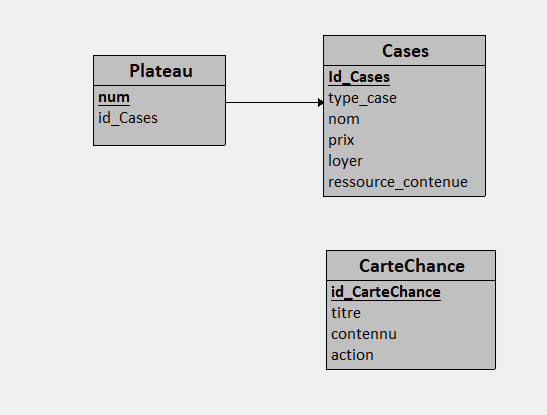 Plateau
num
id_Cases
Cases
Id_Cases
type_case
nom
prix
loyer
ressource_contenue
CarteChance
id_CarteChance
titre
contennu
action